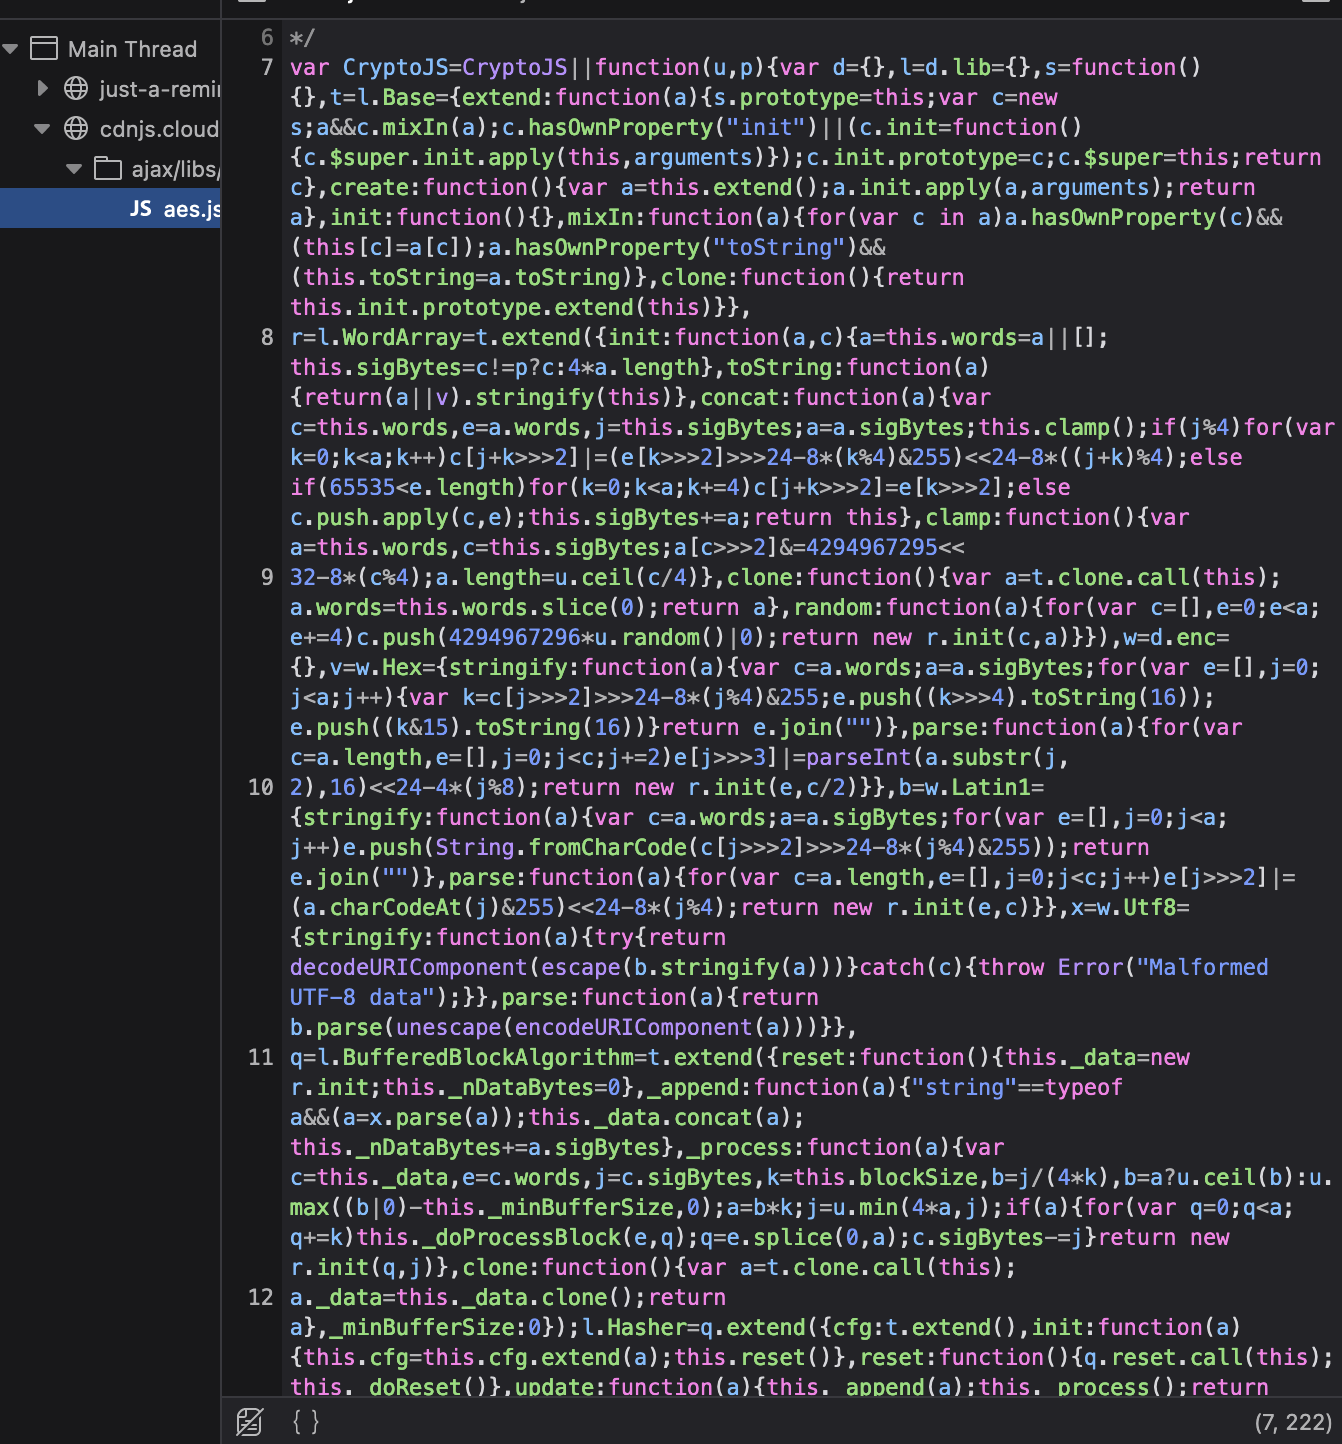 Main Thread
just-a-remi
cdnjs.cloud
ajax/libs/
JS aes.js
6 */
7 var CryptoJS=CryptoJS||function(u,p){var d={},l=d.lib={},s=function()
{},t=l.Base={extend:function(a){s.prototype=this;var c=new
s;a&&c.mixIn(a);c.hasOwnProperty("init")||(c.init=function()
{c.$super.init.apply(this,arguments)});c.init.prototype=c;c.$super=this;return
c},create:function(){var a=this.extend();a.init.apply(a,arguments);return
a},init:function(){},mixIn:function(a){for(var c in a)a.hasOwnProperty(c)&&
(this[c]=a[c]);a.hasOwnProperty("toString")&&
(this.toString=a.toString)},clone:function(){return
this.init.prototype.extend(this)}},
8 r=l.WordArray=t.extend({init:function(a,c){a=this.words=a||[];
this.sigBytes=c!=p?c:4*a.length},toString:function(a)
{return(a||v).stringify(this)},concat:function(a){var
c=this.words,e=a.words,j=this.sigBytes;a=a.sigBytes;this.clamp();if(j%4)for(var
k=0;k<a;k++)c[j+k>>>2]|=(e[k>>>2]>>>24-8*(k%4)&255)<<24-8*((j+k)%4);else
if(65535<e.length)for(k=0;k<a;k+=4)c[j+k>>>2]=e[k>>>2];else
c.push.apply(c,e);this.sigBytes+=a;return this},clamp:function(){var
a=this.words,c=this.sigBytes;a[c>>>2]&=4294967295<<
9 32-8*(c%4);a.length=u.ceil(c/4)},clone:function(){var a=t.clone.call(this);
a.words=this.words.slice(0);return a},random:function(a){for(var c=[],e=0;e<a;
e+=4)c.push(4294967296*u.random()|0);return new r.init(c,a)}}),w=d.enc=
{},v=w.Hex={stringify:function(a){var c=a.words;a=a.sigBytes;for(var e=[],j=0;
j<a;j++){var k=c[j>>>2]>>>24-8*(j%4)&255;e.push((k>>>4).toString(16));
e.push((k&15).toString(16))}return e.join("")},parse:function(a){for(var
c=a.length,e=[],j=0;j<c;j+=2)e[j>>>3]|=parseInt(a.substr(j,
10 2),16)<<24-4*(j%8);return new r.init(e,c/2)}},b=w.Latin1=
{stringify:function(a){var c=a.words;a=a.sigBytes;for(var e=[],j=0;j<a;
j++)e.push(String.fromCharCode(c[j>>>2]>>>24-8*(j%4)&255));return
e.join("")},parse:function(a){for(var c=a.length,e=[],j=0;j<c;j++)e[j>>>2]|=
(a.charCodeAt(j)&255)<<24-8*(j%4);return new r.init(e,c)}},x=w.Utf8=
{stringify:function(a){try{return
decodeURIComponent(escape(b.stringify(a)))}catch(c){throw Error("Malformed
UTF-8 data");}},parse:function(a){return
b.parse(unescape(encodeURIComponent(a)))}},
11 q=l.BufferedBlockAlgorithm=t.extend({reset:function(){this._data=new
r.init;this._nDataBytes=0},_append:function(a){"string"==typeof
a&&(a=x.parse(a));this._data.concat(a);
this._nDataBytes+=a.sigBytes},_process:function(a){var
c=this._data,e=c.words,j=c.sigBytes,k=this.blockSize,b=j/(4*k),b=a?u.ceil(b):u.
max((b|0)-this._minBufferSize,0);a=b*k;j=u.min(4*a,j);if(a){for(var q=0;q<a;
q+=k)this._doProcessBlock(e,q);q=e.splice(0,a);c.sigBytes-=j}return new
r.init(q,j)},clone:function(){var a=t.clone.call(this);
12 a._data=this._data.clone();return
a},_minBufferSize:0});l.Hasher=q.extend({cfg:t.extend(),init:function(a)
{this.cfg=this.cfg.extend(a);this.reset()},reset:function(){q.reset.call(this);
this._doReset()},update:function(a){this._append(a);this._process();return
{ }
(7, 222)